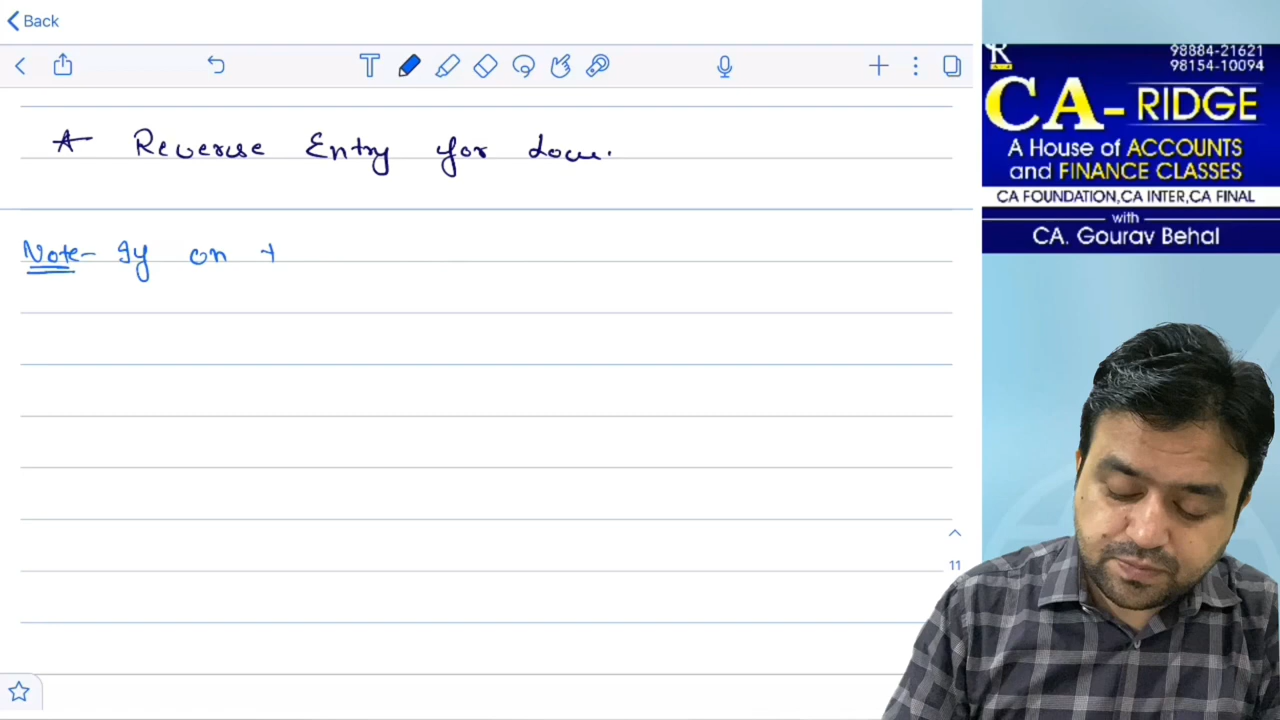 Back
98884-21621
98154-10094
R
CA- RIDGE
A House of ACCOUNTS
and FINANCE CLASSES
CA FOUNDATION,CA INTER,CA FINAL
with
CA. Gourav Behal
★ Reverse Entry for Loss.
Note- If on t
11